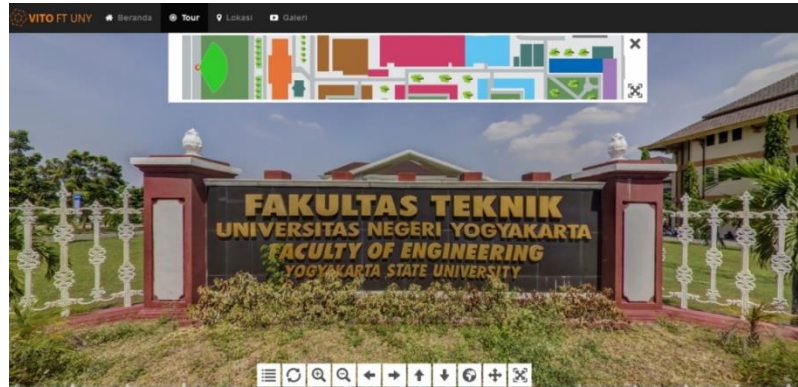 VITO FT UNY
Beranda
Tour
Lokasi
Galeri
FAKULTAS TEKNIK
UNIVERSITAS NEGERI YOGYAKARTA
FACULTY OF ENGINEERING
YOGYAKARTA STATE UNIVERSITY